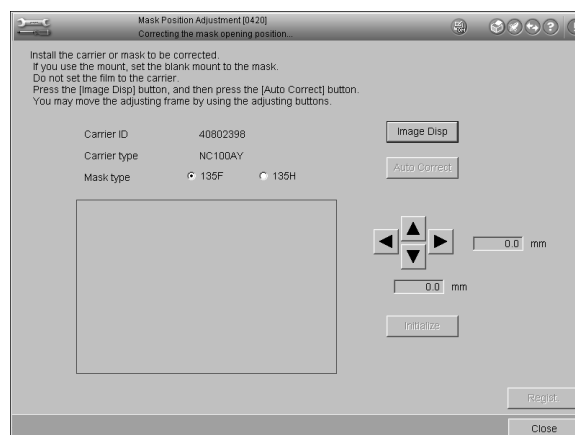 Mask Position Adjustment [0420]
Correcting the mask opening position...
Install the carrier or mask to be corrected.
If you use the mount, set the blank mount to the mask.
Do not set the film to the carrier.
Press the [Image Disp] button, and then press the [Auto Correct] button.
You may move the adjusting frame by using the adjusting buttons.
Carrier ID 40802398 Image Disp
Carrier type NC100AY Auto Correct
Mask type 135F 135H
0.0 mm
0.0 mm
Initialize
Regist.
Close